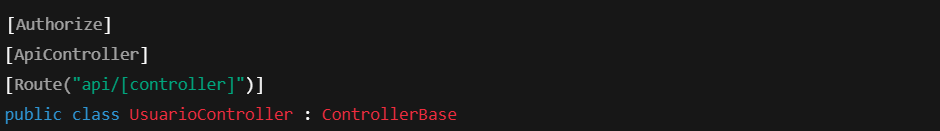 [Authorize]
[ApiController]
[Route("api/[controller]")]
public class UsuarioController : ControllerBase